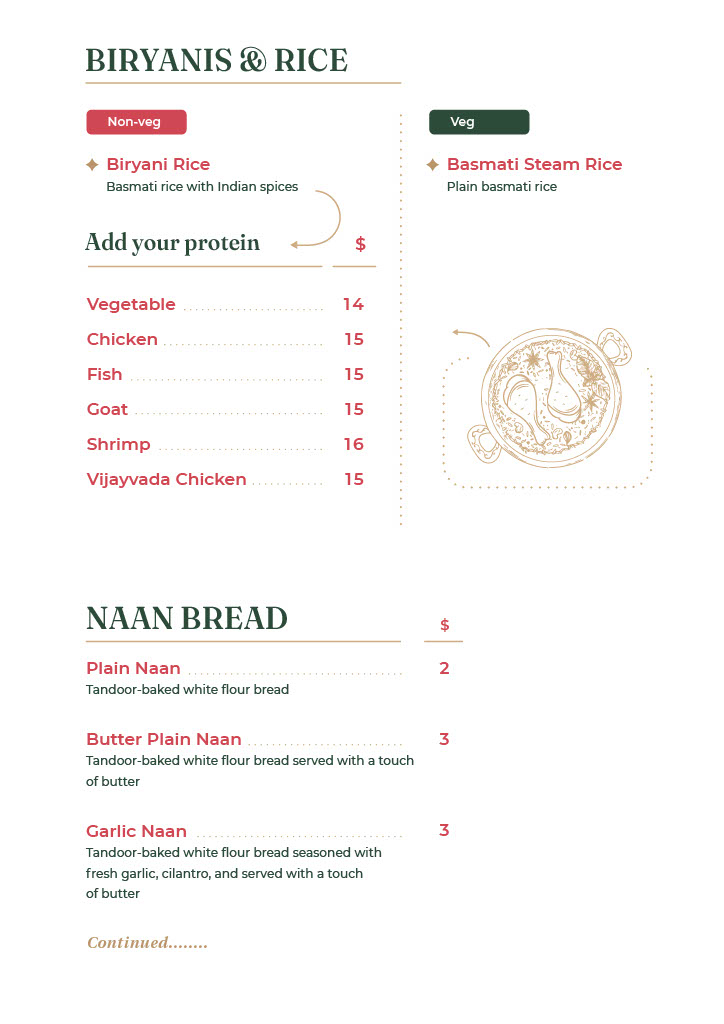 BIRYANIS & RICE
Non-veg
Biryani Rice
Basmati rice with Indian spices
Add your protein $
Vegetable 14
Chicken 15
Fish 15
Goat 15
Shrimp 16
Vijayvada Chicken 15
Veg
Basmati Steam Rice
Plain basmati rice
NAAN BREAD $
Plain Naan 2
Tandoor-baked white flour bread
Butter Plain Naan 3
Tandoor-baked white flour bread served with a touch
of butter
Garlic Naan 3
Tandoor-baked white flour bread seasoned with
fresh garlic, cilantro, and served with a touch
of butter
Continued........